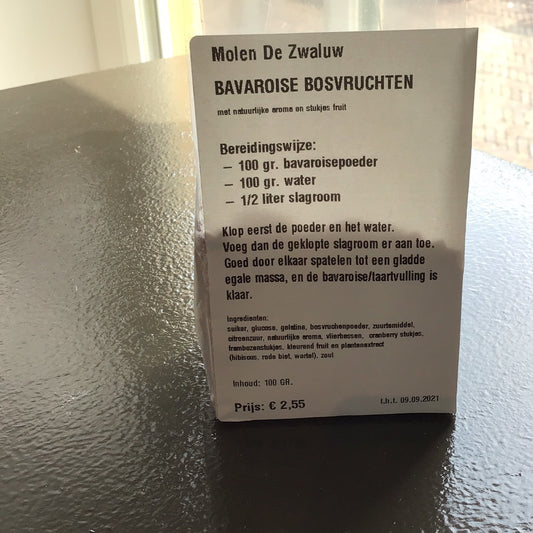 Molen De Zwaluw
BAVAROISE BOSVRUCHTEN
met natuurlijke aroma en stukjes fruit
Bereidingswijze:
– 100 gr. bavaroisepoeder
– 100 gr. water
– 1/2 liter slagroom
Klop eerst de poeder en het water.
Voeg dan de geklopte slagroom er aan toe.
Goed door elkaar spatelen tot een gladde
egale massa, en de bavaroise/taartvulling is
klaar.
Ingredienten:
suiker, glucosa, gelatine, bosvruchenpoeder, zuurtemiddel,
citroenzuur, natuurlijke aroma, vlierbessen, cranberry stukjes,
frambozenstukjes, kleurend fruit en plantenextract
(hibiscus, rode biet, wortel), zout
Inhoud: 100 GR.
Prijs: € 2,55
t.h.t. 09.09.2021